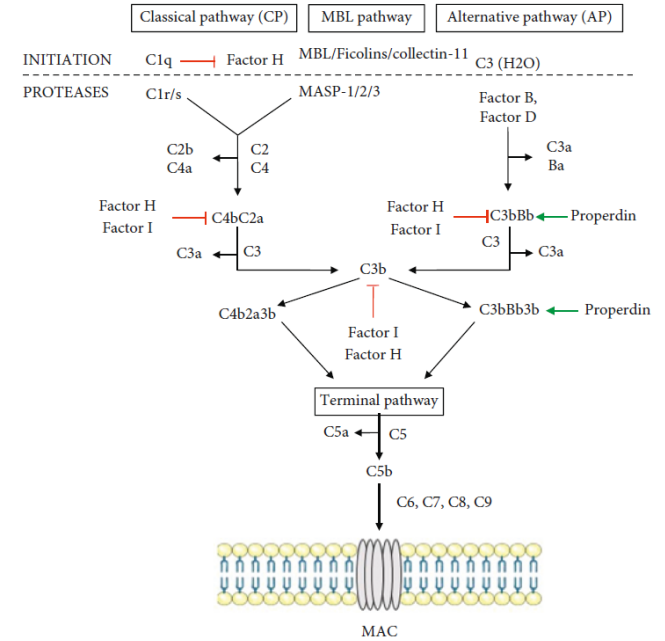 Classical pathway (CP)
MBL pathway
Alternative pathway (AP)
INITIATION
C1q
Factor H
MBL/Ficolins/collectin-11
C3 (H2O)
PROTEASES
C1r/s
MASP-1/2/3
Factor B,
Factor D
C2b
C4a
C2
C4
C3a
Ba
Factor H
Factor I
C4bC2a
Factor H
Factor I
C3bBb
Properdin
C3a
C3
C3
C3a
C3b
C4b2a3b
Factor I
Factor H
C3bBb3b
Properdin
Terminal pathway
C5a
C5
C5b
C6, C7, C8, C9
MAC